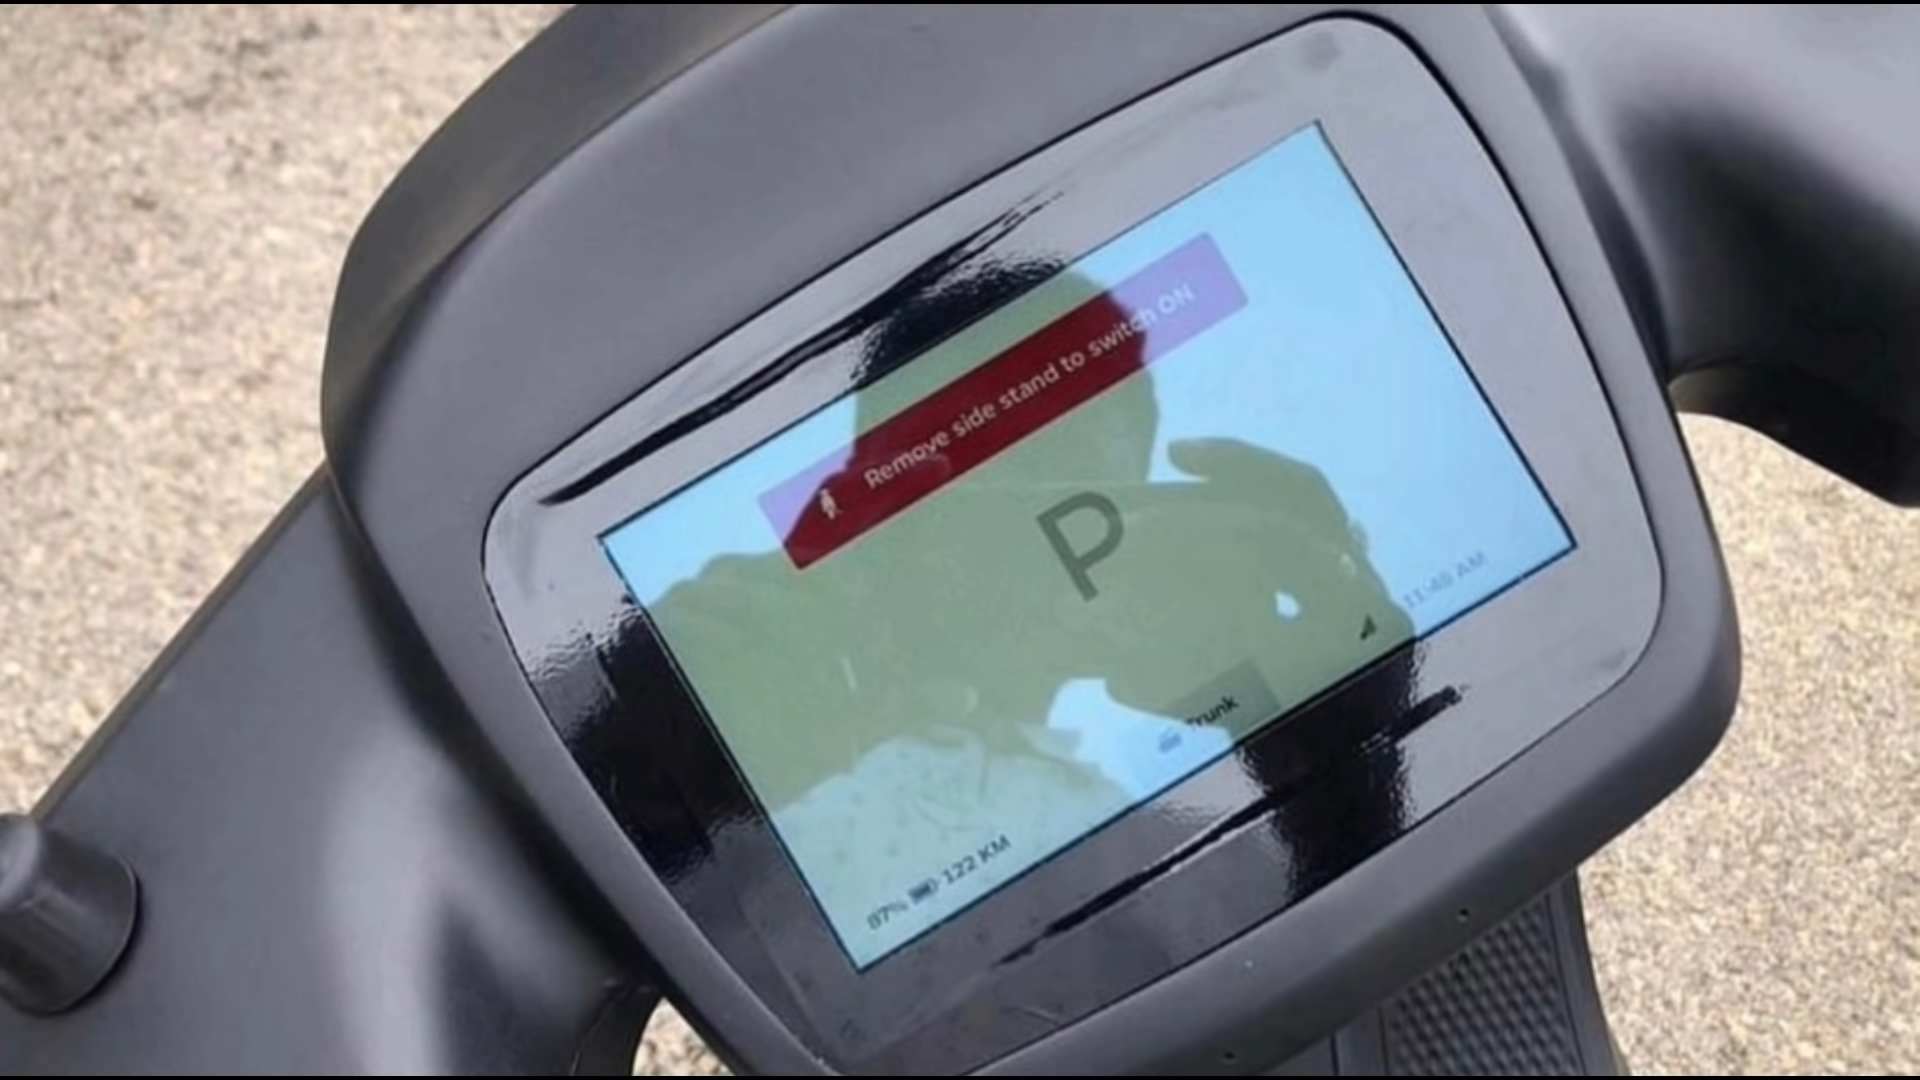 Remove side stand to switch ON
P
Trunk
87% 122 KM
11:48 AM